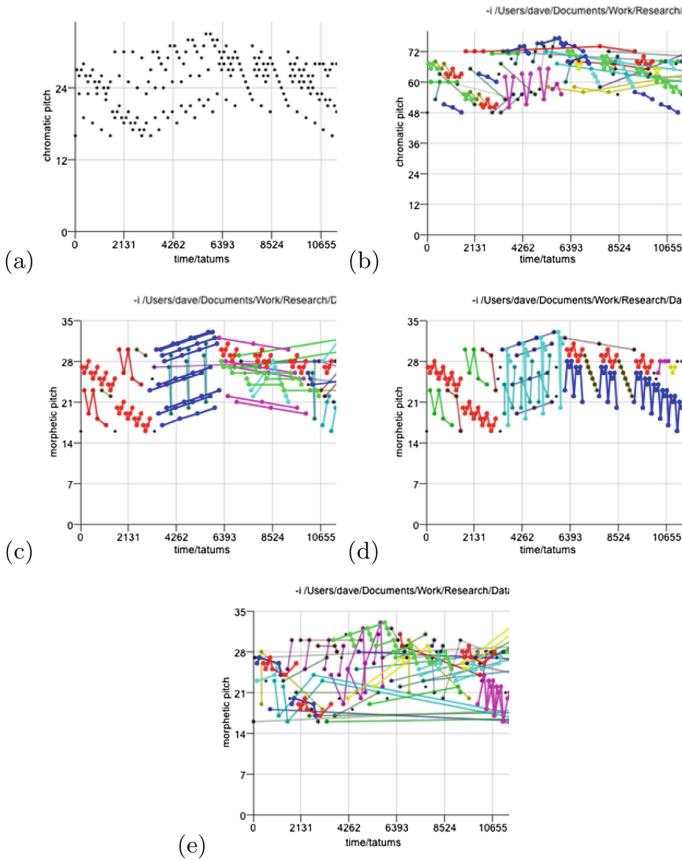 -i /Users/dave/Documents/Work/Research/
chromatic pitch
24
12
0
0 2131 4262 6393 8524 10655
time/tatums
(a)
chromatic pitch
72
60
48
36
24
12
0
0 2131 4262 6393 8524 10655
time/tatums
(b)
-i /Users/dave/Documents/Work/Research/D
morphetic pitch
35
28
21
14
7
0
0 2131 4262 6393 8524 10655
time/tatums
(c)
-i /Users/dave/Documents/Work/Research/Da
morphetic pitch
35
28
21
14
7
0
0 2131 4262 6393 8524 10655
time/tatums
(d)
-i /Users/dave/Documents/Work/Research/Data
morphetic pitch
35
28
21
14
7
0
0 2131 4262 6393 8524 10655
time/tatums
(e)